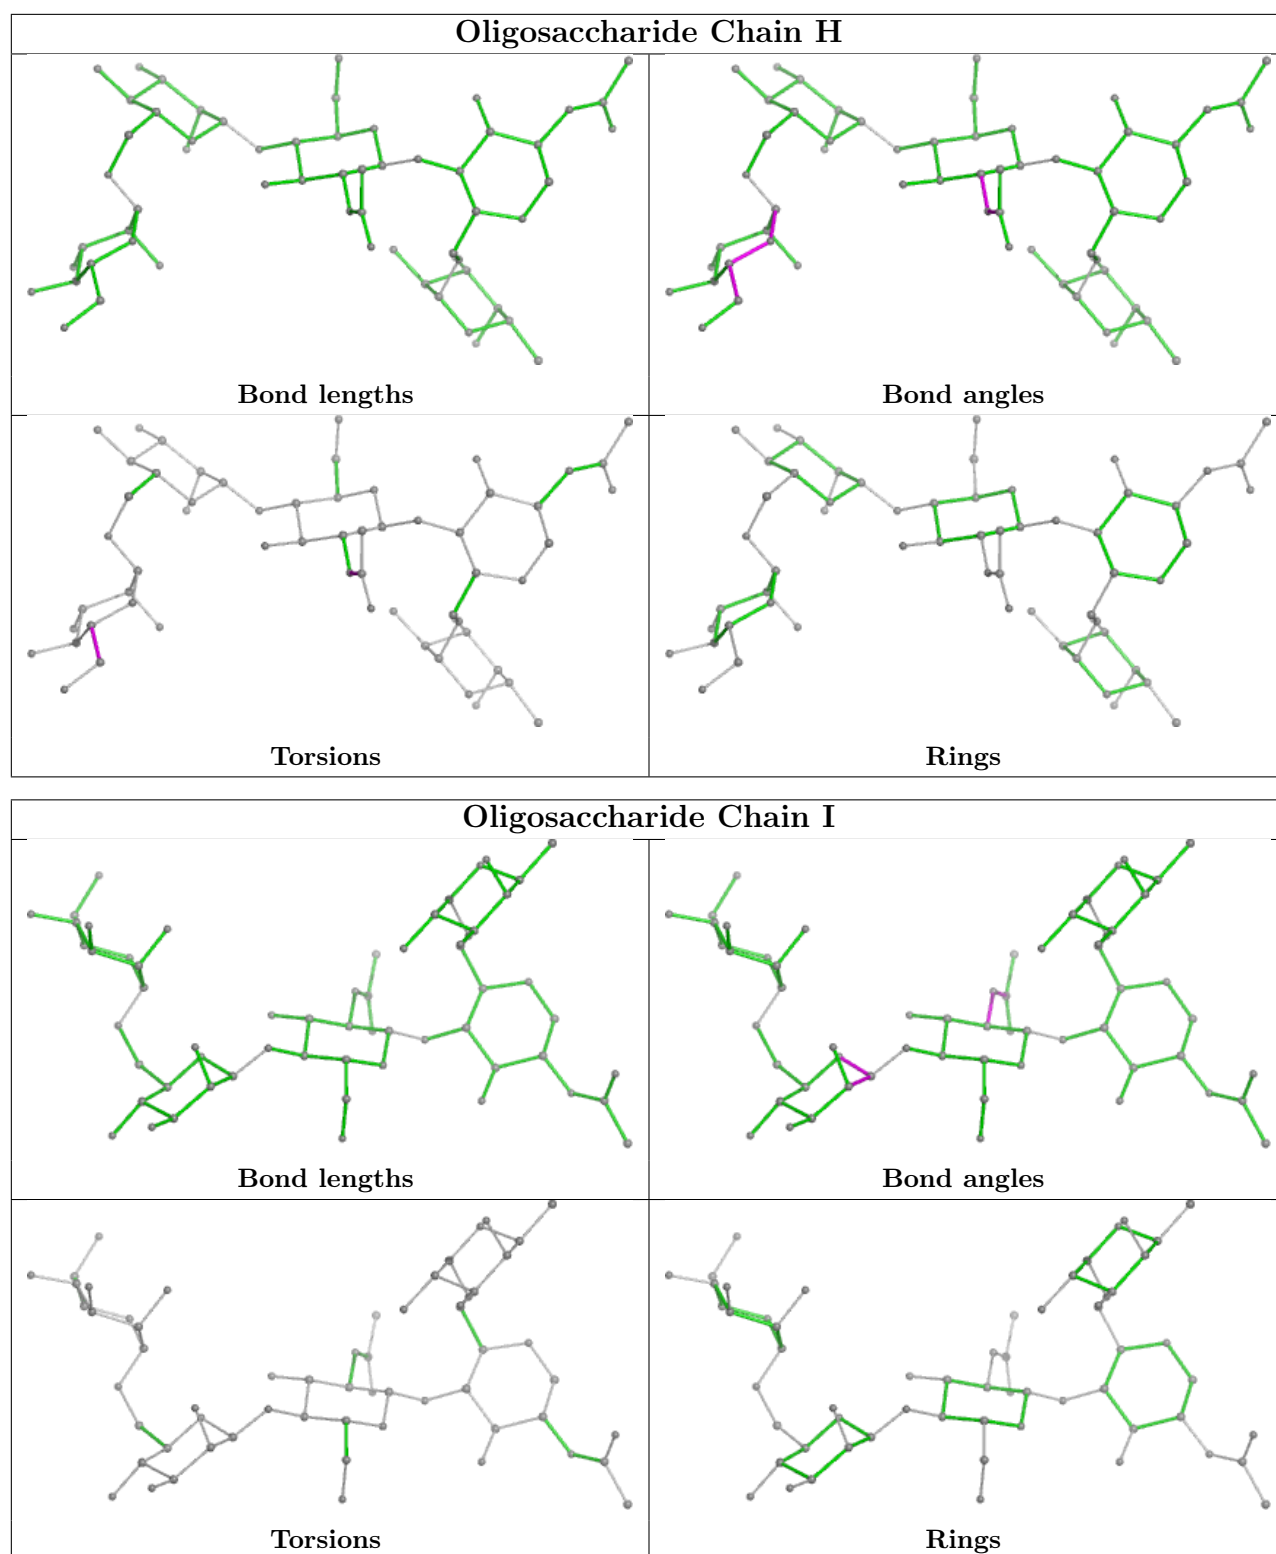 Oligosaccharide Chain H
Bond lengths
Bond angles
Torsions
Rings
Oligosaccharide Chain I
Bond lengths
Bond angles
Torsions
Rings